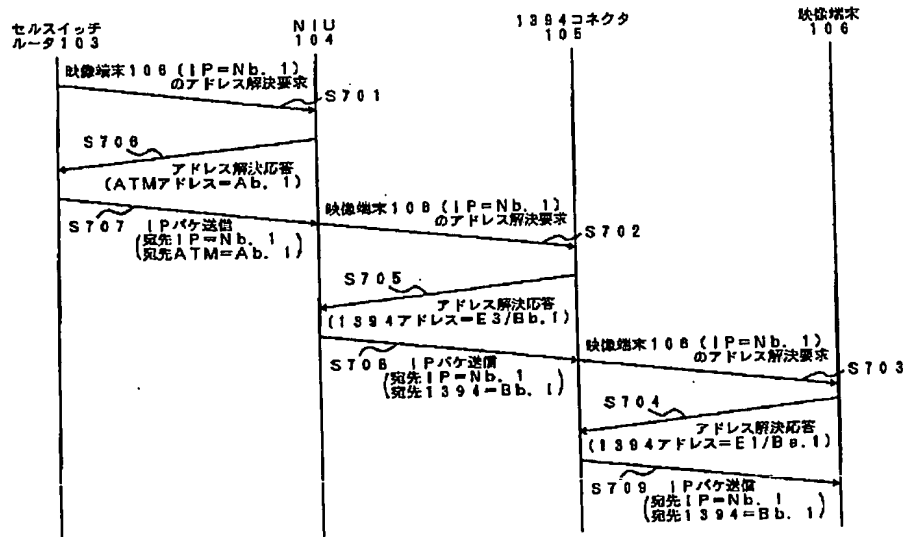 セルスイッチ
ルータ103
NIU
104
1394コネクタ
105
映像端末
106
映像端末106(IP=Nb.1)
のアドレス解決要求
S701
S706
アドレス解決応答
(ATMアドレス=Ab.1)
S707 IPパケ送信
(宛先IP=Nb.1
宛先ATM=Ab.1)
映像端末106(IP=Nb.1)
のアドレス解決要求
S702
S705
アドレス解決応答
(1394アドレス=E3/Bb.1)
S708 IPパケ送信
(宛先IP=Nb.1
宛先1394=Bb.1)
映像端末106(IP=Nb.1)
のアドレス解決要求
S703
S704
アドレス解決応答
(1394アドレス=E1/Be.1)
S709 IPパケ送信
(宛先IP=Nb.1
宛先1394=Bb.1)